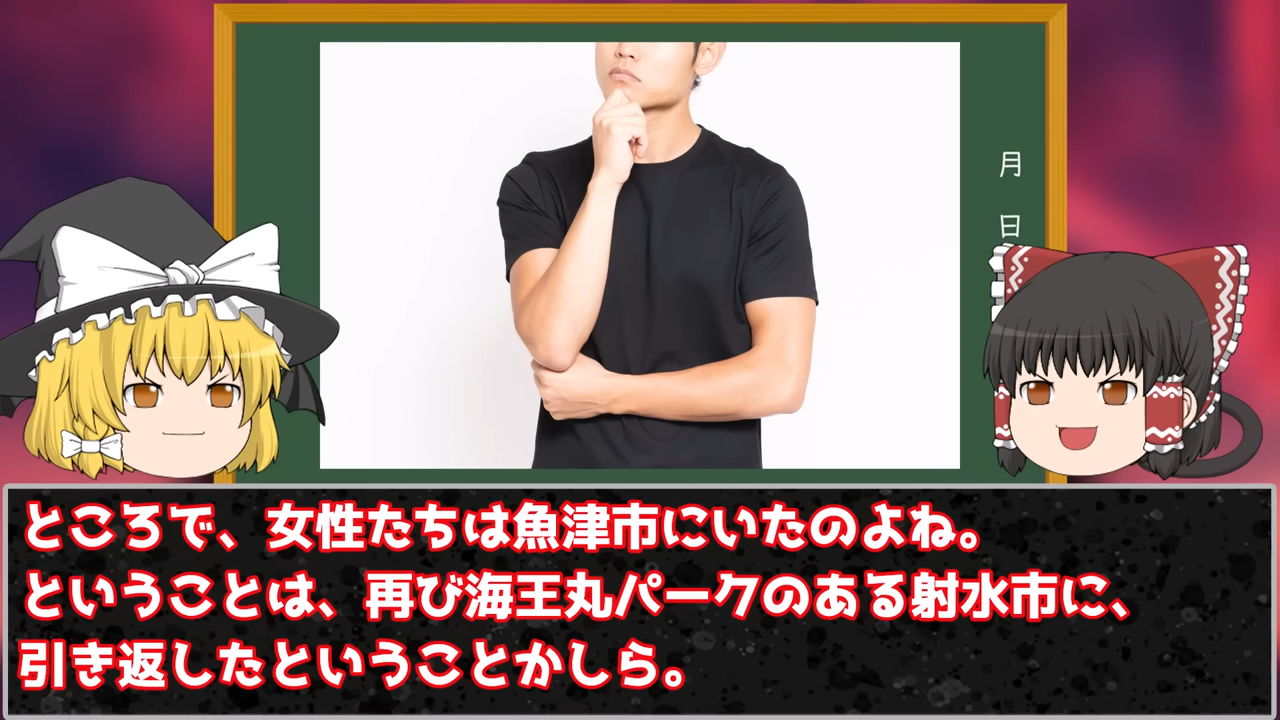 月
日
ところで、女性たちは魚津市にいたのよね。
ということは、再び海王丸パークのある射水市に、
引き返したということかしら。